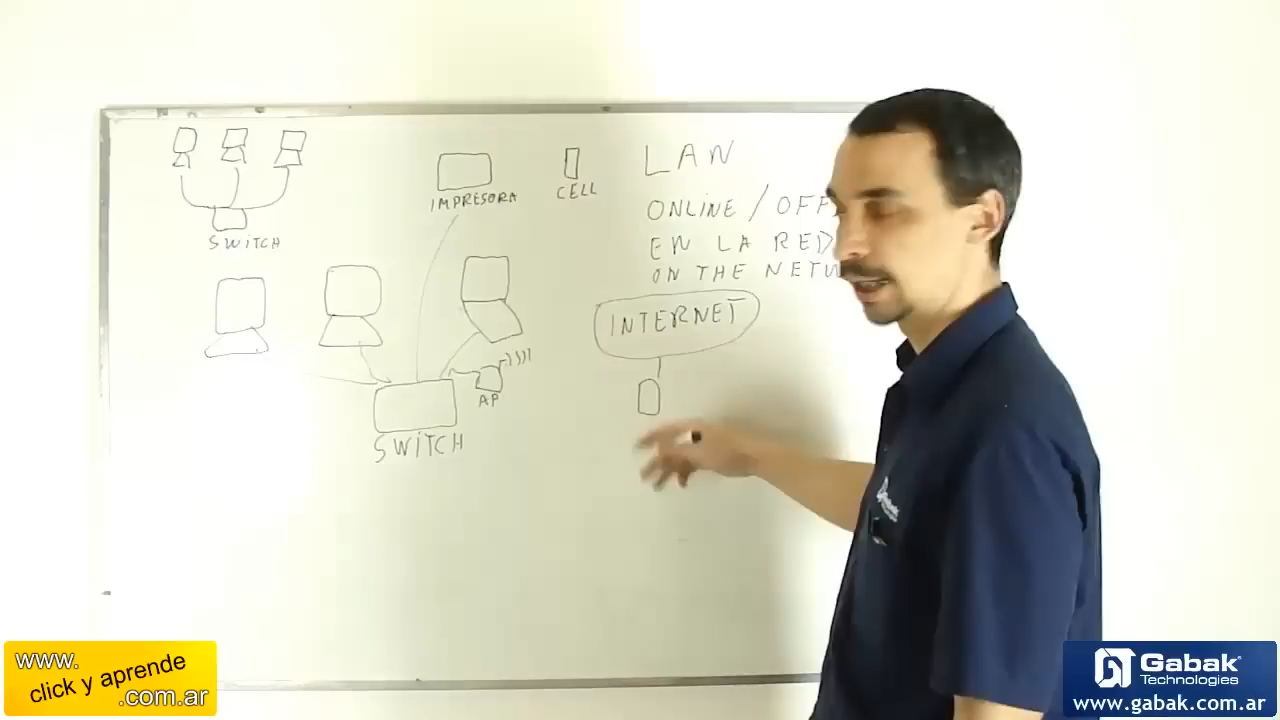 SWITCH
IMPRESORA
CELL
LAN
ONLINE / OFF
EN LA RED
ON THE NETW
INTERNET
AP
SWITCH
Gabak
www.
click y aprende
.com.ar
Gabak
Technologies
www.gabak.com.ar